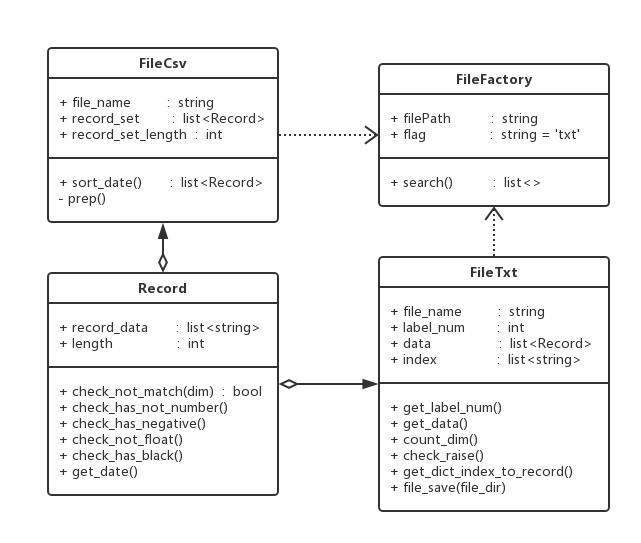 FileCsv
+ file_name : string
+ record_set : list<Record>
+ record_set_length : int
+ sort_date() : list<Record>
- prep()
FileFactory
+ filePath : string
+ flag : string = 'txt'
+ search() : list<>
Record
+ record_data : list<string>
+ length : int
+ check_not_match(dim) : bool
+ check_has_not_number()
+ check_has_negative()
+ check_not_float()
+ check_has_black()
+ get_date()
FileTxt
+ file_name : string
+ label_num : int
+ data : list<Record>
+ index : list<string>
+ get_label_num()
+ get_data()
+ count_dim()
+ check_raise()
+ get_dict_index_to_record()
+ file_save(file_dir)